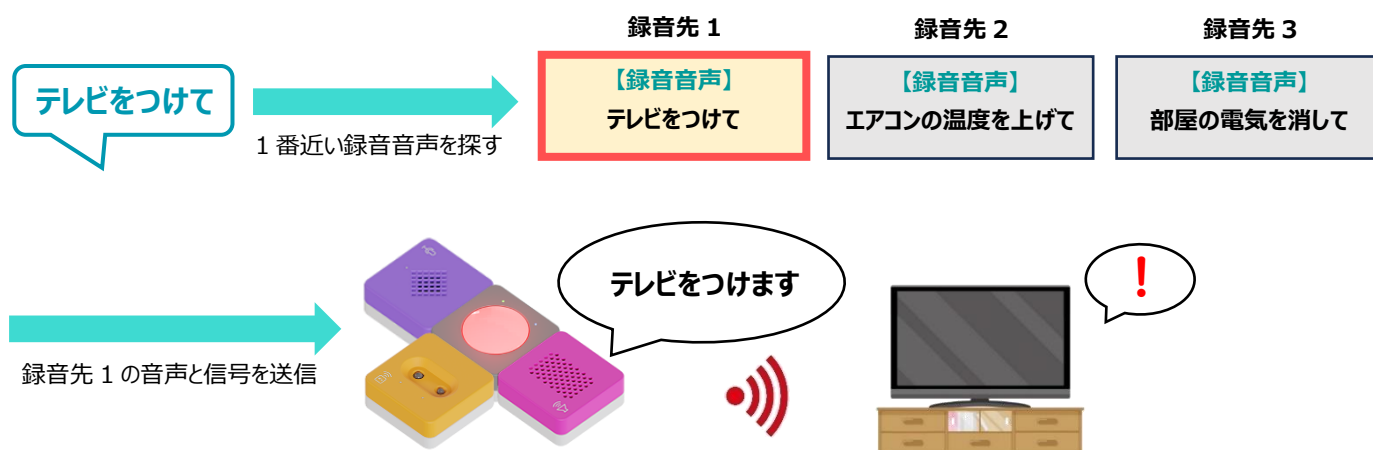 録音先 1
録音先 2
録音先 3
テレビをつけて
1 番近い録音音声を探す
【録音音声】
テレビをつけて
【録音音声】
エアコンの温度を上げて
【録音音声】
部屋の電気を消して
録音先 1 の音声と信号を送信
テレビをつけます
!